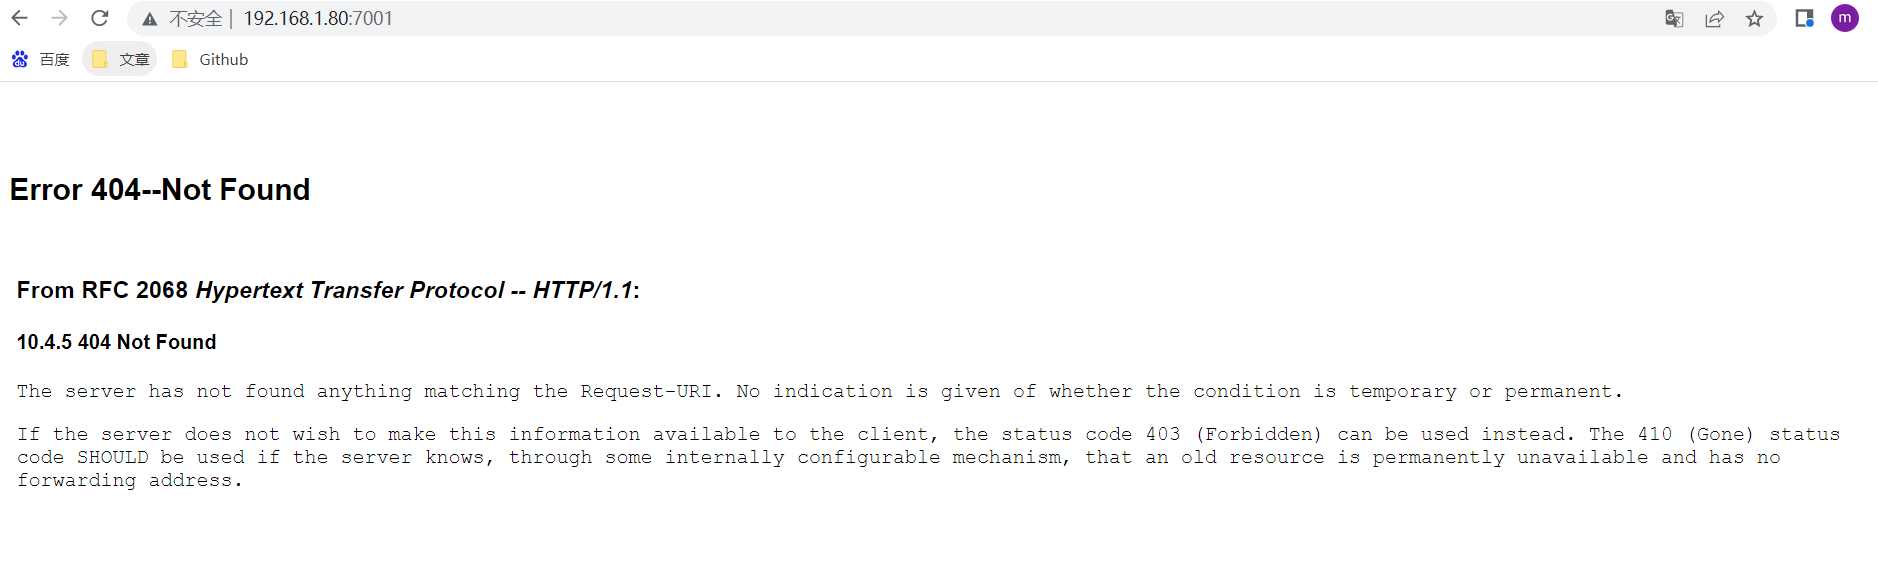 不安全 | 192.168.1.80:7001
百度 文章 Github
Error 404--Not Found
From RFC 2068 Hypertext Transfer Protocol -- HTTP/1.1:
10.4.5 404 Not Found
The server has not found anything matching the Request-URI. No indication is given of whether the condition is temporary or permanent.
If the server does not wish to make this information available to the client, the status code 403 (Forbidden) can be used instead. The 410 (Gone) status
code SHOULD be used if the server knows, through some internally configurable mechanism, that an old resource is permanently unavailable and has no
forwarding address.